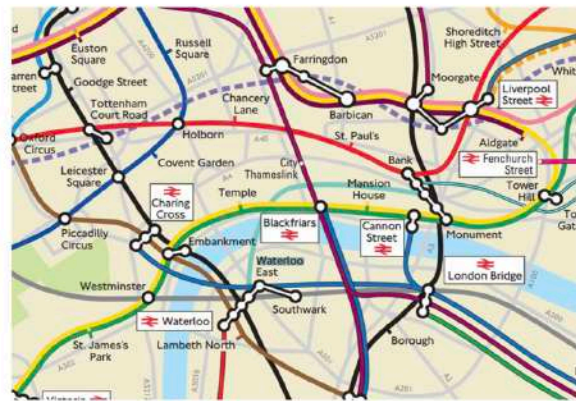 Euston
Square
Russell
Square
Farringdon
A5201
Shoreditch
High Street
Goodge Street
Moorgate
Liverpool
Street
Tottenham
Court Road
Chancery
Lane
Barbican
Oxford
Circus
Holborn
St. Paul's
Aldgate
Fenchurch
Street
Leicester
Square
Covent Garden
City
Thameslink
Bank
Charing
Cross
Temple
Mansion
House
Tower
Hill
Piccadilly
Circus
Blackfriars
Cannon
Street
Monument
Embankment
Waterloo
East
London Bridge
Westminster
Southwark
Waterloo
Lambeth North
St. James's
Park
Borough
A302
A201